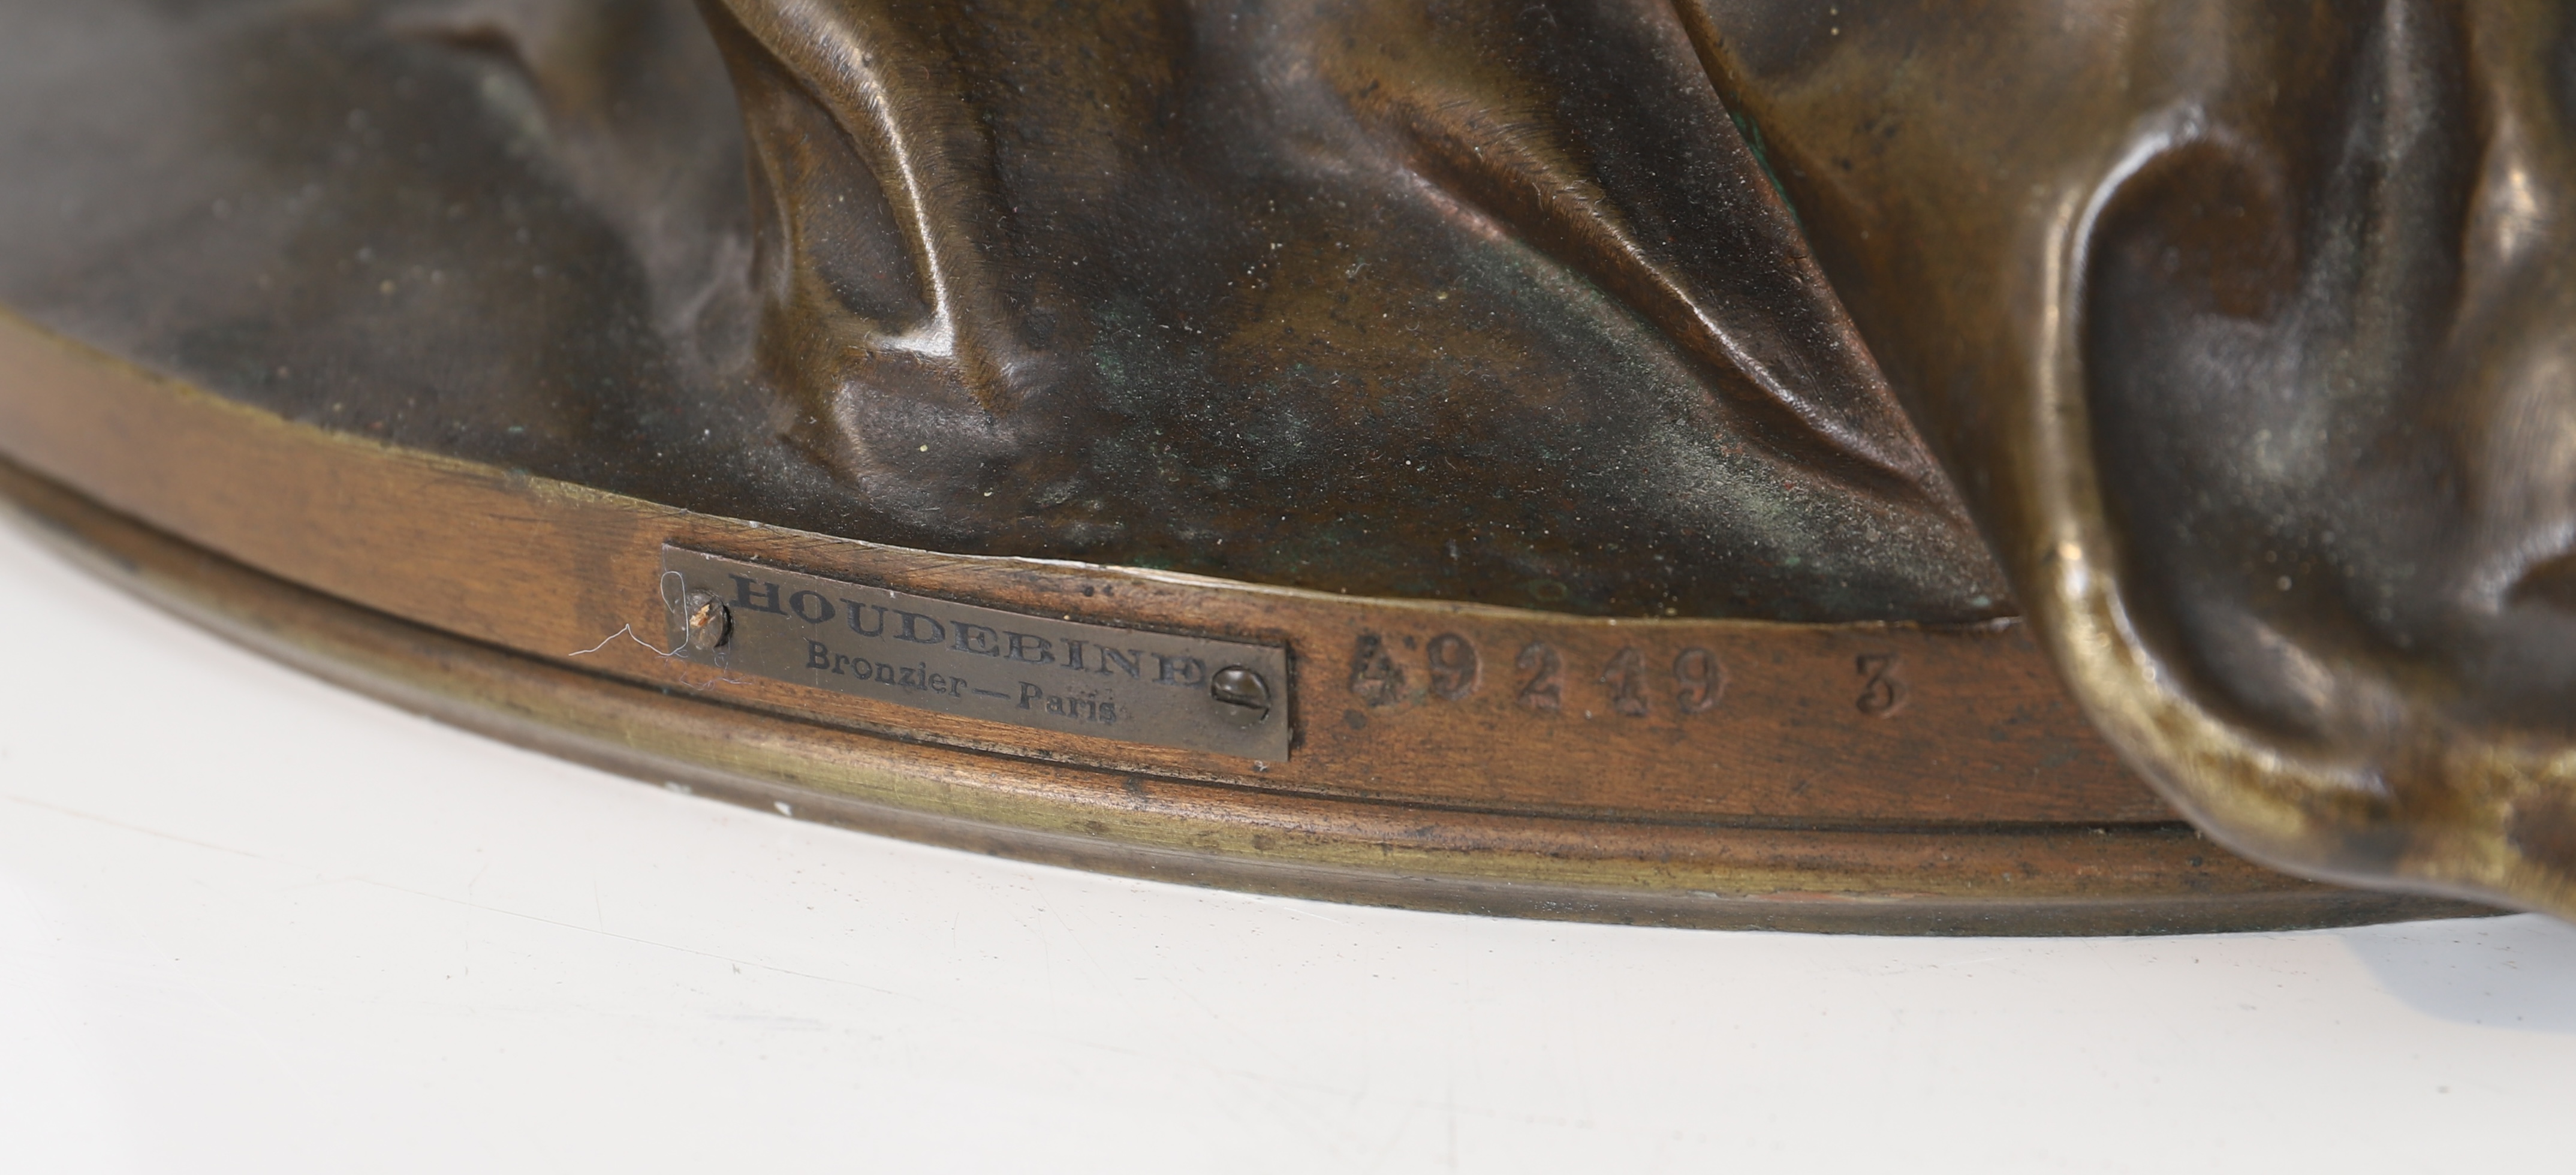 HOUDEBINE
Bronzier — Paris
49219 3